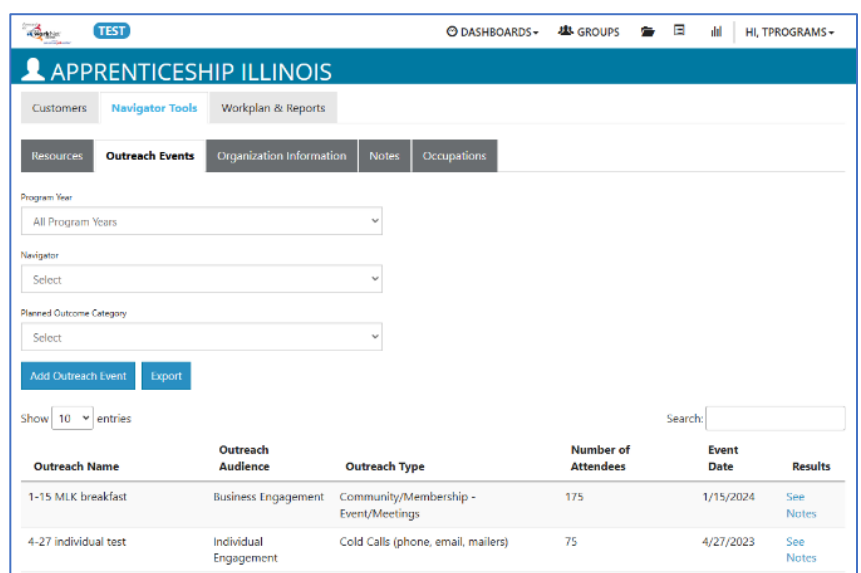 TEST
DASHBOARDS
GROUPS
HI, TPROGRAMS
APPRENTICESHIP ILLINOIS
Customers
Navigator Tools
Workplan & Reports
Resources
Outreach Events
Organization Information
Notes
Occupations
Program Year
All Program Years
Navigator
Select
Planned Outcome Category
Select
Add Outreach Event
Export
Show 10 entries
Search:
Outreach Name
Outreach
Audience
Outreach Type
Number of
Attendees
Event
Date
Results
1-15 MLK breakfast
Business Engagement
Community/Membership -
Event/Meetings
175
1/15/2024
See
Notes
4-27 individual test
Individual
Engagement
Cold Calls (phone, email, mailers)
75
4/27/2023
See
Notes